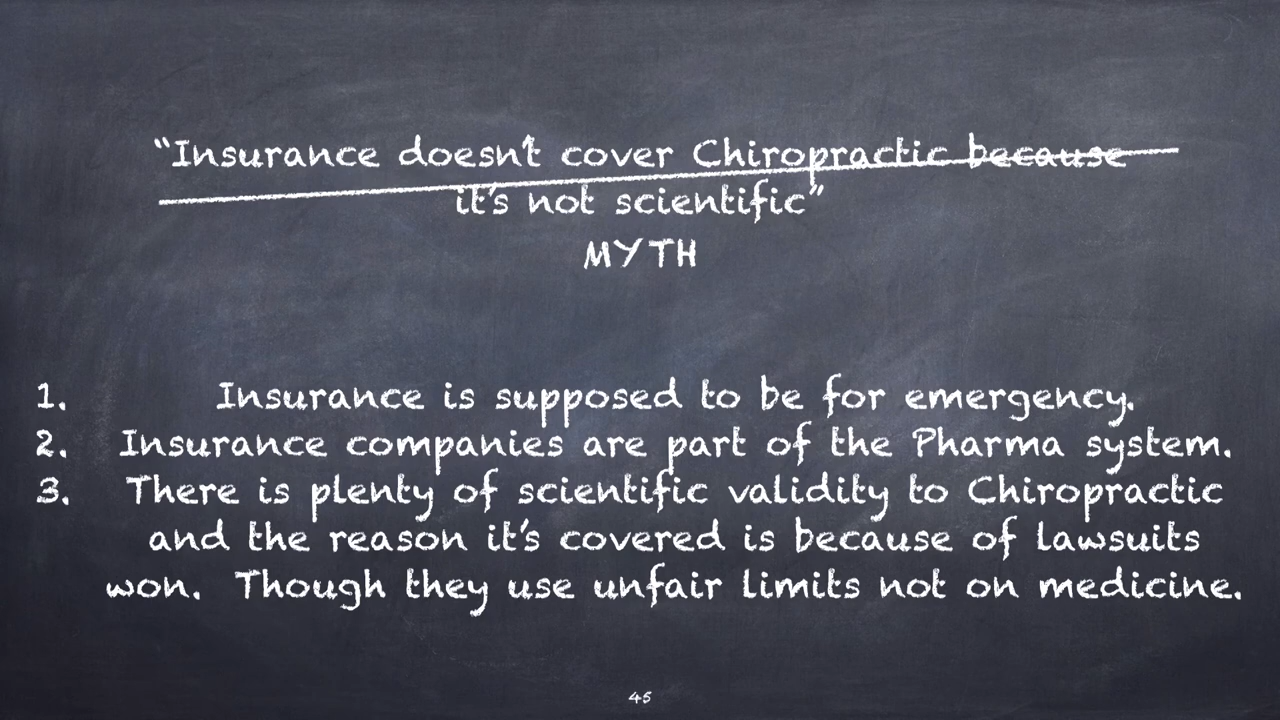 “Insurance doesn't cover Chiropractic because
it's not scientific”
MYTH
1. Insurance is supposed to be for emergency.
2. Insurance companies are part of the Pharma system.
3. There is plenty of scientific validity to Chiropractic
and the reason it's covered is because of lawsuits
won. Though they use unfair limits not on medicine.
45